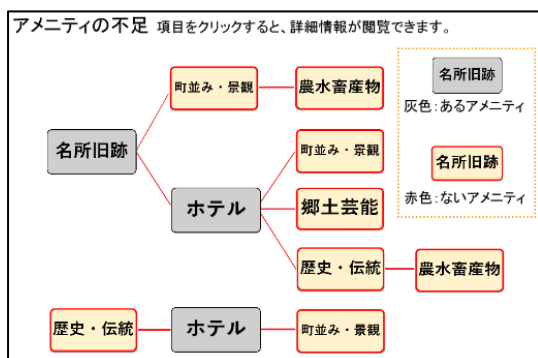 アメニティの不足 項目をクリックすると、詳細情報が閲覧できます。
町並み・景観
農水畜産物
名所旧跡
町並み・景観
ホテル
郷土芸能
歴史・伝統
農水畜産物
歴史・伝統
ホテル
町並み・景観
名所旧跡
灰色:あるアメニティ
名所旧跡
赤色:ないアメニティ